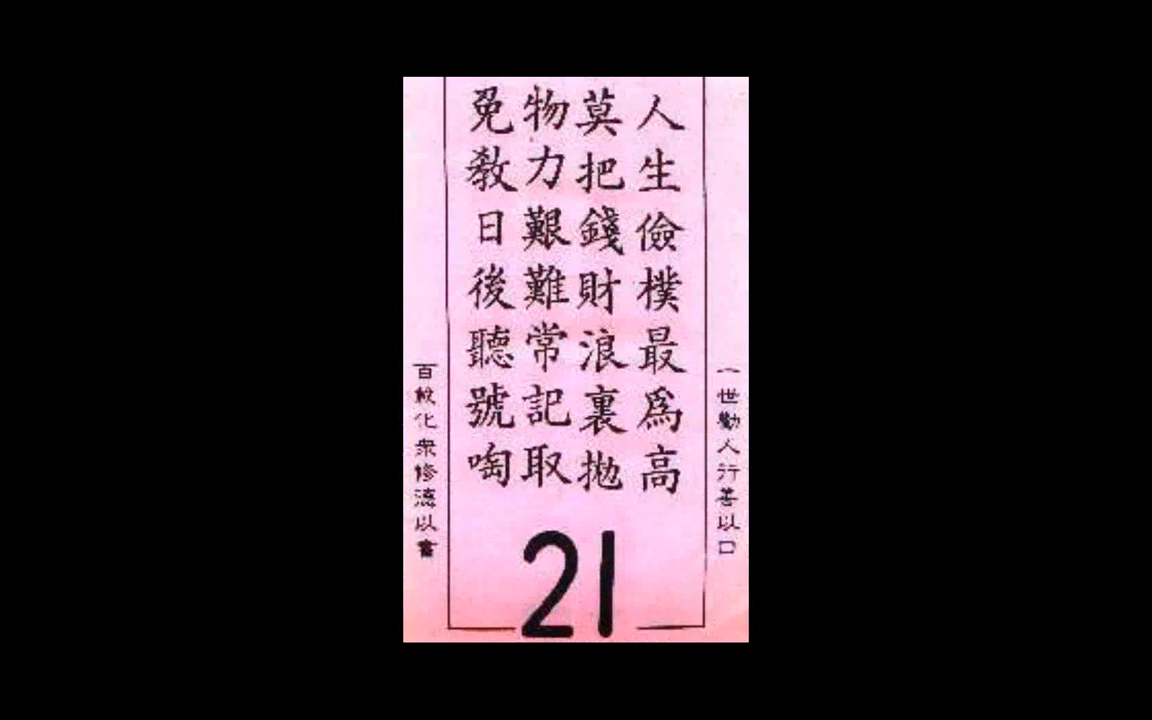 一世勸人行善以口
人生儉樸最爲高
莫把錢財浪裏拋
物力艱難常記取
免教日後聽號啕
百教化衆修德以書
21